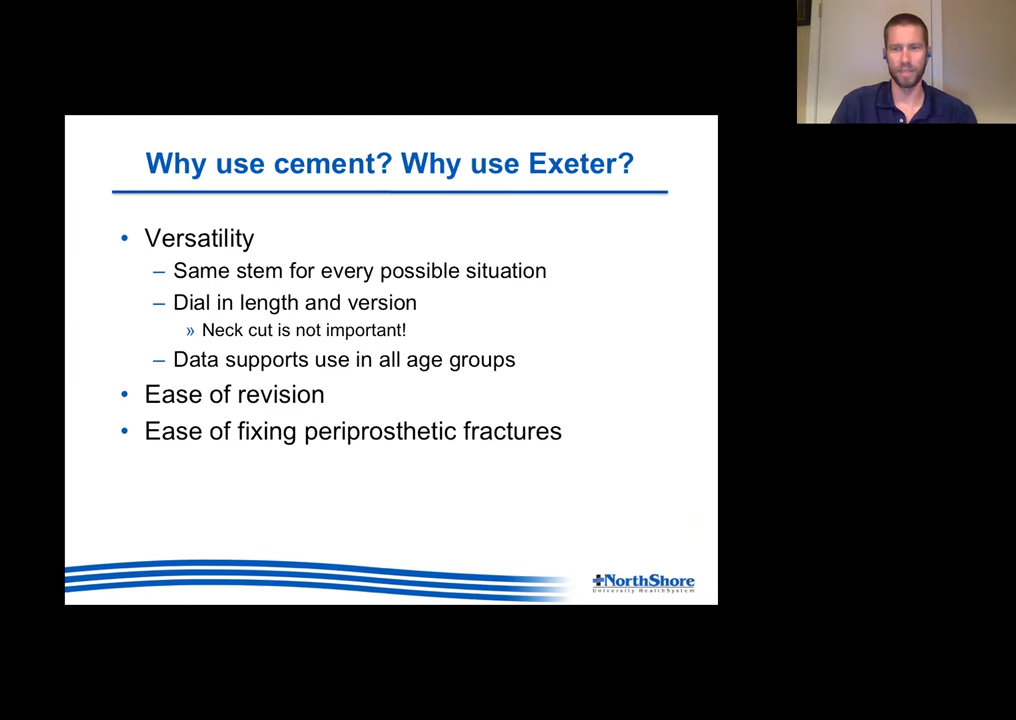 Why use cement? Why use Exeter?
• Versatility
– Same stem for every possible situation
– Dial in length and version
» Neck cut is not important!
– Data supports use in all age groups
• Ease of revision
• Ease of fixing periprosthetic fractures
NorthShore
University HealthSystem